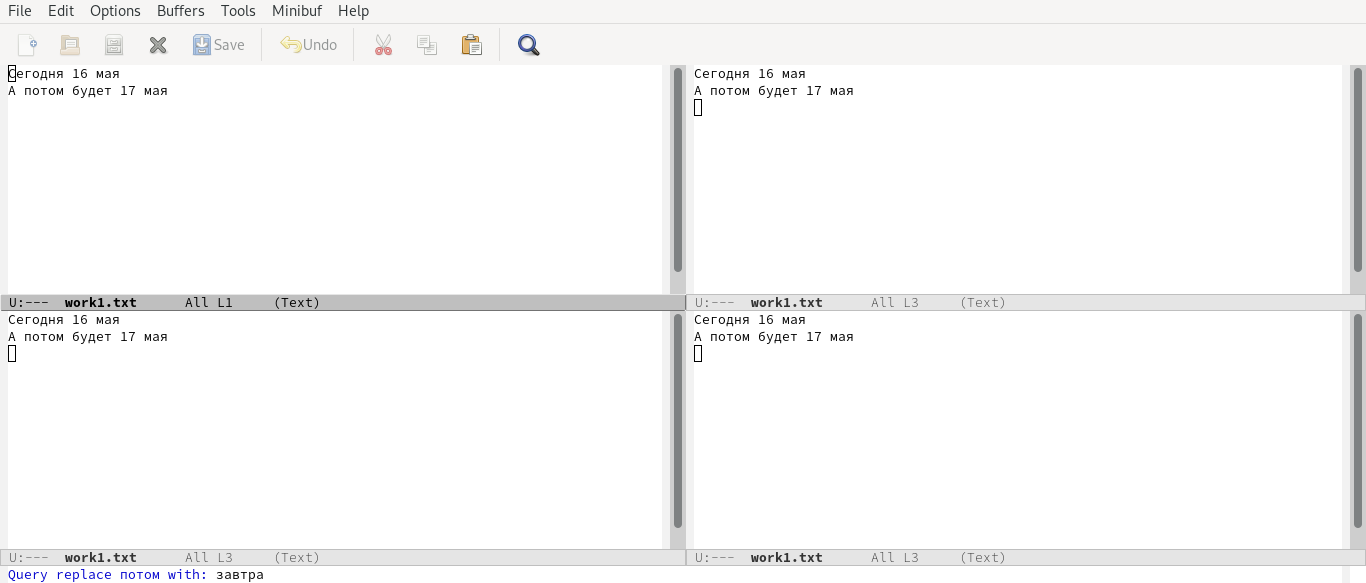 File Edit Options Buffers Tools Minibuf Help
Save Undo
Сегодня 16 мая
А потом будет 17 мая
U:--- work1.txt All L1 (Text)
Сегодня 16 мая
А потом будет 17 мая
U:--- work1.txt All L3 (Text)
Сегодня 16 мая
А потом будет 17 мая
U:--- work1.txt All L3 (Text)
Сегодня 16 мая
А потом будет 17 мая
U:--- work1.txt All L3 (Text)
Query replace потом with: завтра